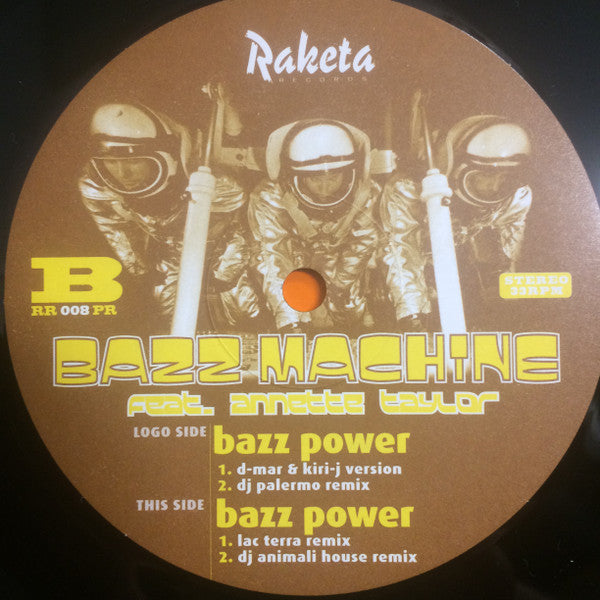 Raketa
RECORDS
B
RR 008 PR
STEREO
33BPM
BAZZ MACHINE
feat. annette taylor
LOGO SIDE bazz power
1. d-mar & kiri-j version
2. dj palermo remix
THIS SIDE bazz power
1. lac terra remix
2. dj animali house remix